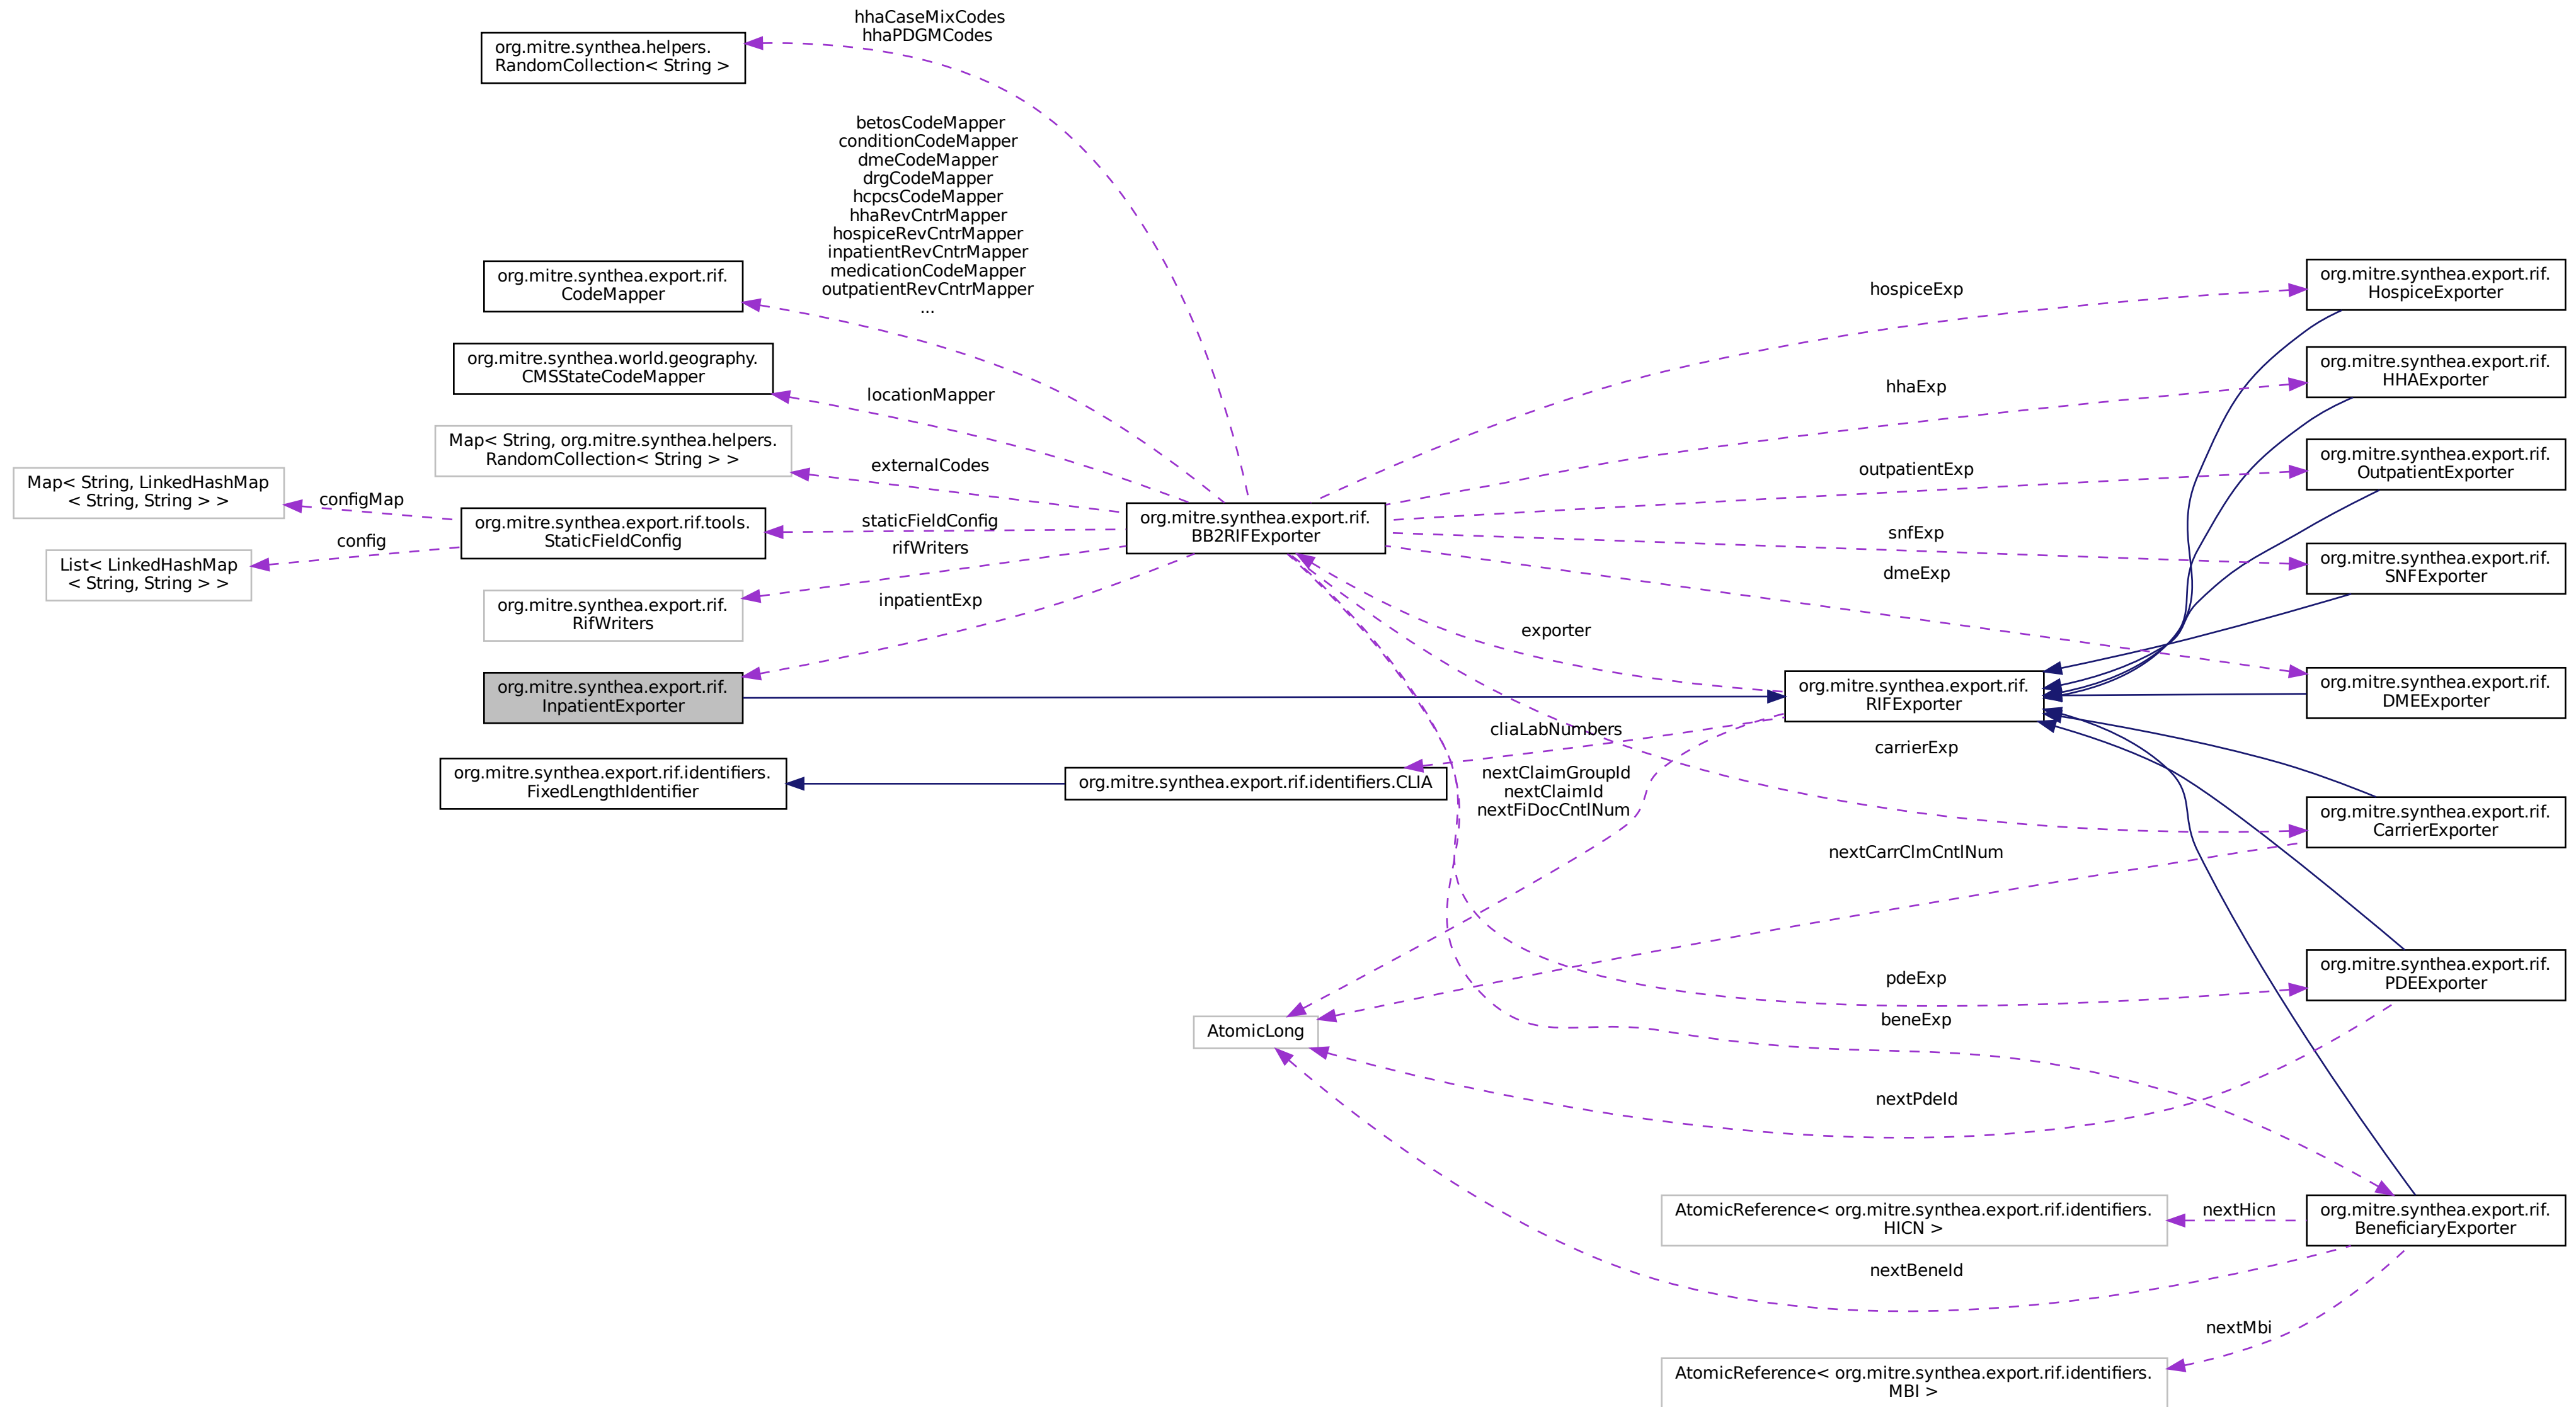 hhaCaseMixCodes
hhaPDGMCodes
org.mitre.synthea.helpers.
RandomCollection< String >
betosCodeMapper
conditionCodeMapper
dmeCodeMapper
drgCodeMapper
hcpcsCodeMapper
hhaRevCntrMapper
hospiceRevCntrMapper
inpatientRevCntrMapper
medicationCodeMapper
outpatientRevCntrMapper
...
org.mitre.synthea.export.rif.
CodeMapper
org.mitre.synthea.world.geography.
CMSStateCodeMapper
locationMapper
Map< String, org.mitre.synthea.helpers.
RandomCollection< String > >
externalCodes
Map< String, LinkedHashMap
< String, String > >
configMap
org.mitre.synthea.export.rif.tools.
StaticFieldConfig
staticFieldConfig
List< LinkedHashMap
< String, String > >
config
rifWriters
org.mitre.synthea.export.rif.
RifWriters
inpatientExp
org.mitre.synthea.export.rif.
InpatientExporter
org.mitre.synthea.export.rif.identifiers.
FixedLengthIdentifier
org.mitre.synthea.export.rif.identifiers.CLIA
org.mitre.synthea.export.rif.
BB2RIFExporter
hospiceExp
hhaExp
outpatientExp
snfExp
dmeExp
exporter
cliaLabNumbers
carrierExp
nextClaimGroupId
nextClaimId
nextFiDocCntlNum
nextCarrClmCntlNum
pdeExp
beneExp
AtomicLong
nextPdeId
org.mitre.synthea.export.rif.
RIFExporter
org.mitre.synthea.export.rif.
HospiceExporter
org.mitre.synthea.export.rif.
HHAExporter
org.mitre.synthea.export.rif.
OutpatientExporter
org.mitre.synthea.export.rif.
SNFExporter
org.mitre.synthea.export.rif.
DMEExporter
org.mitre.synthea.export.rif.
CarrierExporter
org.mitre.synthea.export.rif.
PDEExporter
AtomicReference< org.mitre.synthea.export.rif.identifiers.
HICN >
nextHicn
org.mitre.synthea.export.rif.
BeneficiaryExporter
nextBeneId
nextMbi
AtomicReference< org.mitre.synthea.export.rif.identifiers.
MBI >